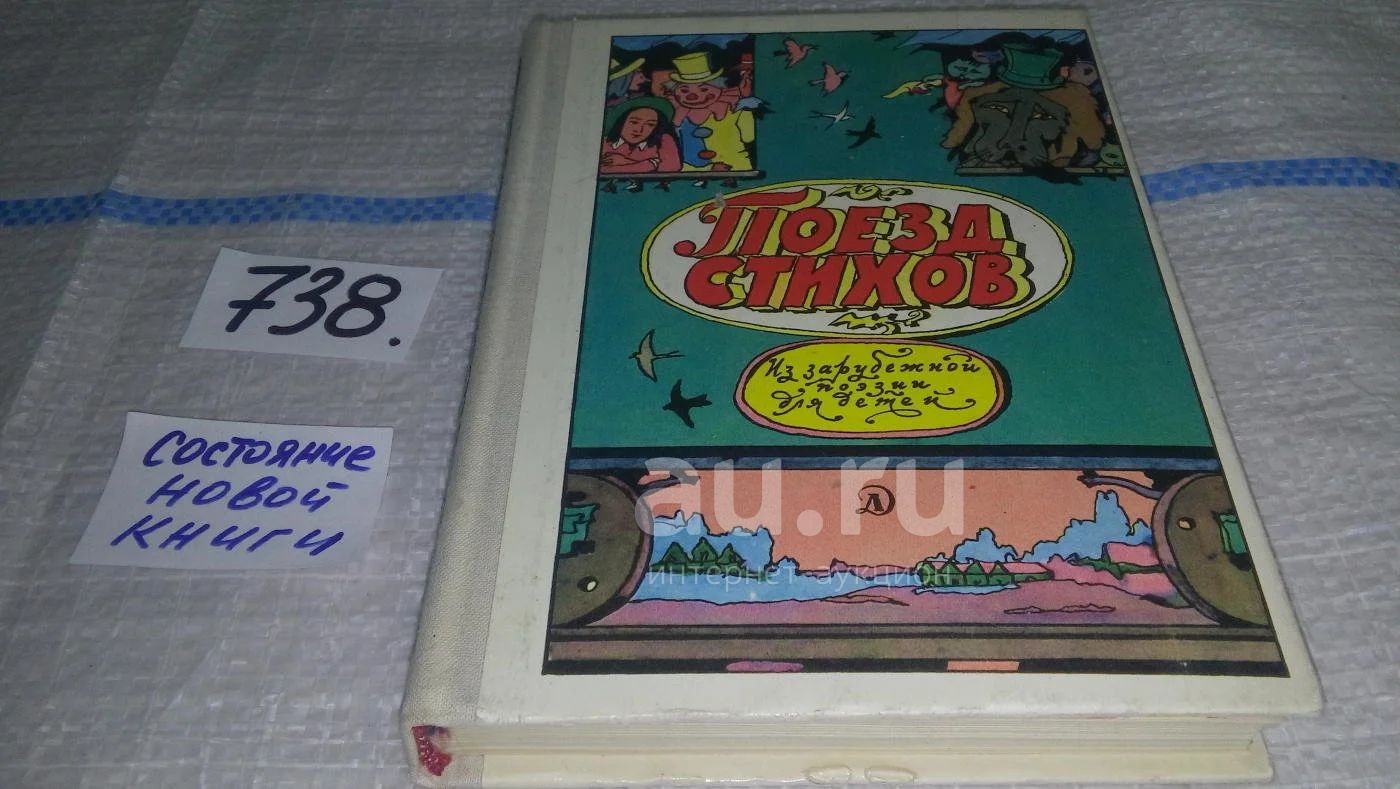 ПОЕЗД
СТИХОВ
Из зарубежной
поэзии
для детей
738.
СОСТОЯНИЕ
НОВОЙ
КНИГИ
au.ru
интернет-аукцион